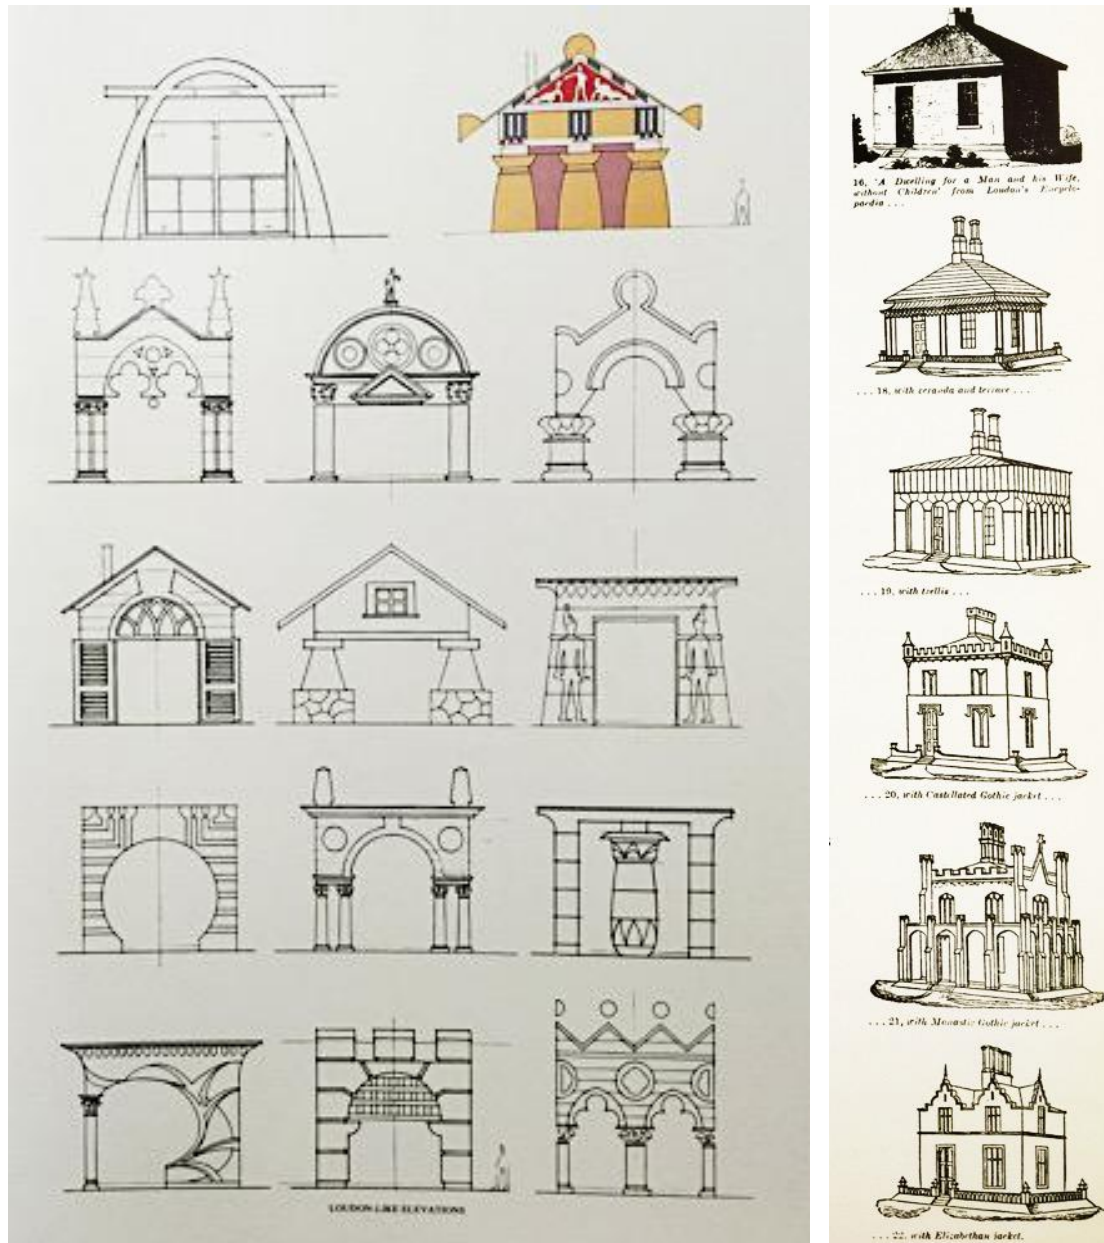 LOUDON-LIKE ELEVATIONS
16, 'A Dwelling for a Man and his Wife,
without Children' from Loudon's Encyclo-
paedia . . .
. . . 18, with veranda and terrace . . .
. . . 19, with trellis . . .
. . . 20, with Castellated Gothic jacket . . .
. . . 21, with Monastic Gothic jacket . . .
. . . 22, with Elizabethan jacket.